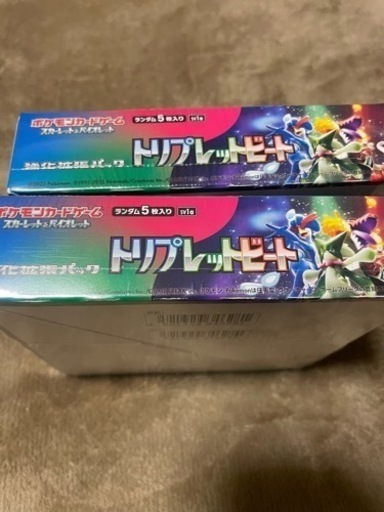 ポケモンカードゲーム
スカーレット&バイオレット
ランダム5枚入り sv1a
強化拡張パック
トリプレットビート
ポケモンカードゲーム
スカーレット&バイオレット
ランダム5枚入り sv1a
化拡張パック
トリプレットビート